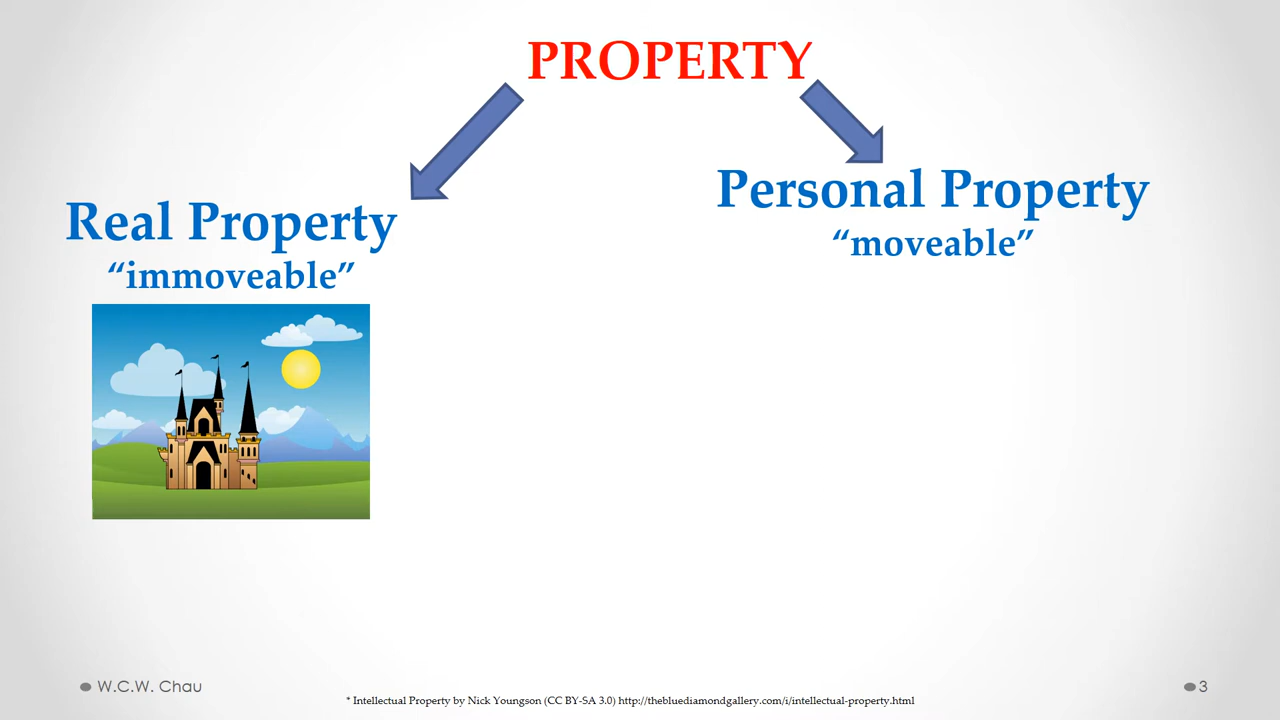 PROPERTY
Real Property
“immoveable”
Personal Property
“moveable”
W.C.W. Chau
* Intellectual Property by Nick Youngson (CC BY-SA 3.0) http://thebluediamondgallery.com/i/intellectual-property.html
3